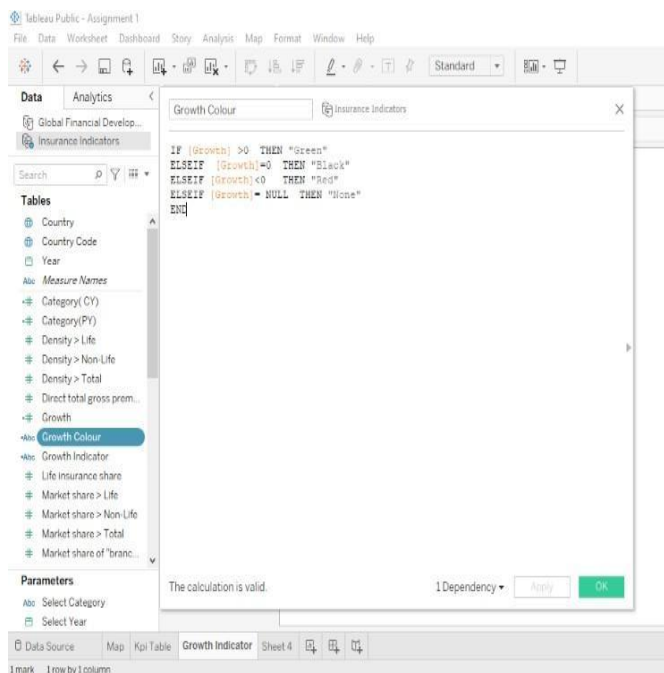 Tableau Public - Assignment 1
File Data Worksheet Dashboard Story Analysis Map Format Window Help
Standard
Data Analytics
Global Financial Develop...
Insurance Indicators
Search
Tables
Country
Country Code
Year
Abc Measure Names
Category( CY)
Category(PY)
Density > Life
Density > Non-Life
Density > Total
Direct total gross prem...
Growth
Abc Growth Colour
Abc Growth Indicator
Life insurance share
Market share > Life
Market share > Non-Life
Market share > Total
Market share of "branc...
Parameters
Abc Select Category
Select Year
Growth Colour Insurance Indicators
IF [Growth] >0 THEN "Green"
ELSEIF [Growth]=0 THEN "Black"
ELSEIF [Growth]<0 THEN "Red"
ELSEIF [Growth]= NULL THEN "None"
END
The calculation is valid. 1 Dependency Apply OK
Data Source Map Kpi Table Growth Indicator Sheet 4
1 mark 1 row by 1 column